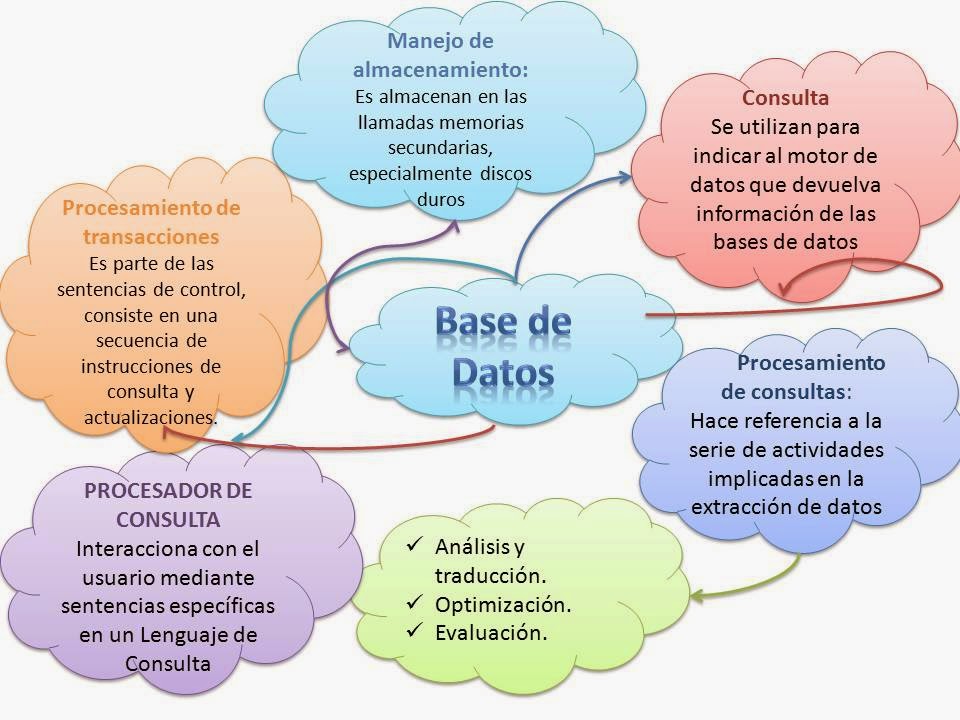 Manejo de
almacenamiento:
Es almacenan en las
llamadas memorias
secundarias,
especialmente discos
duros
Consulta
Se utilizan para
indicar al motor de
datos que devuelva
información de las
bases de datos
Procesamiento de
transacciones
Es parte de las
sentencias de control,
consiste en una
secuencia de
instrucciones de
consulta y
actualizaciones.
Base de
Datos
Procesamiento
de consultas:
Hace referencia a la
serie de actividades
implicadas en la
extracción de datos
PROCESADOR DE
CONSULTA
Interacciona con el
usuario mediante
sentencias específicas
en un Lenguaje de
Consulta
✓ Análisis y
traducción.
✓ Optimización.
✓ Evaluación.